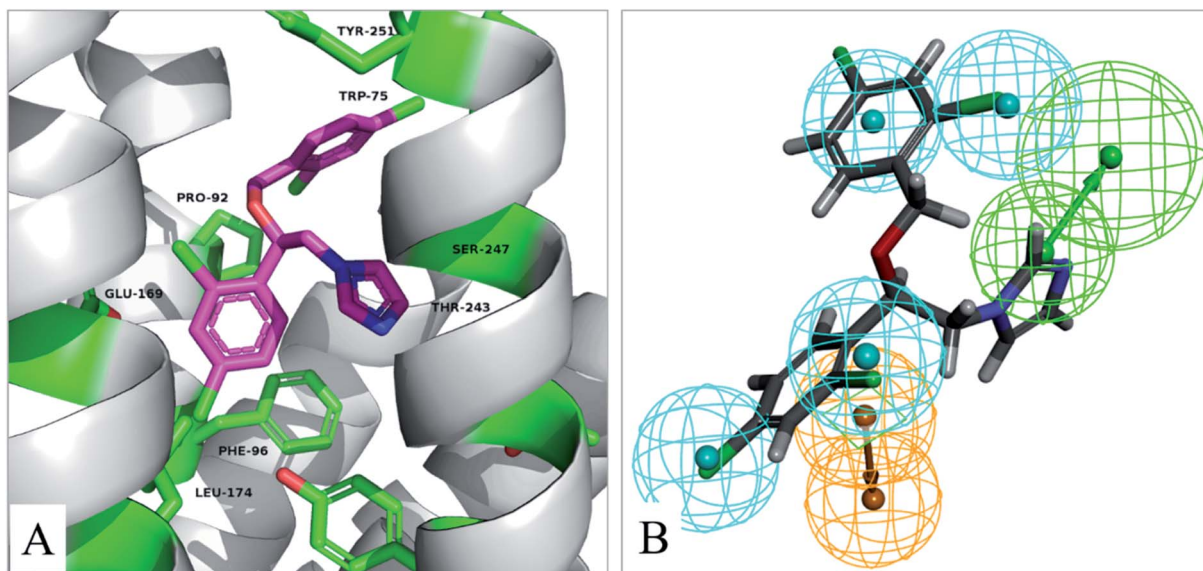 TYR-251
TRP-75
PRO-92
SER-247
GLU-169
THR-243
PHE-96
LEU-174
A
B